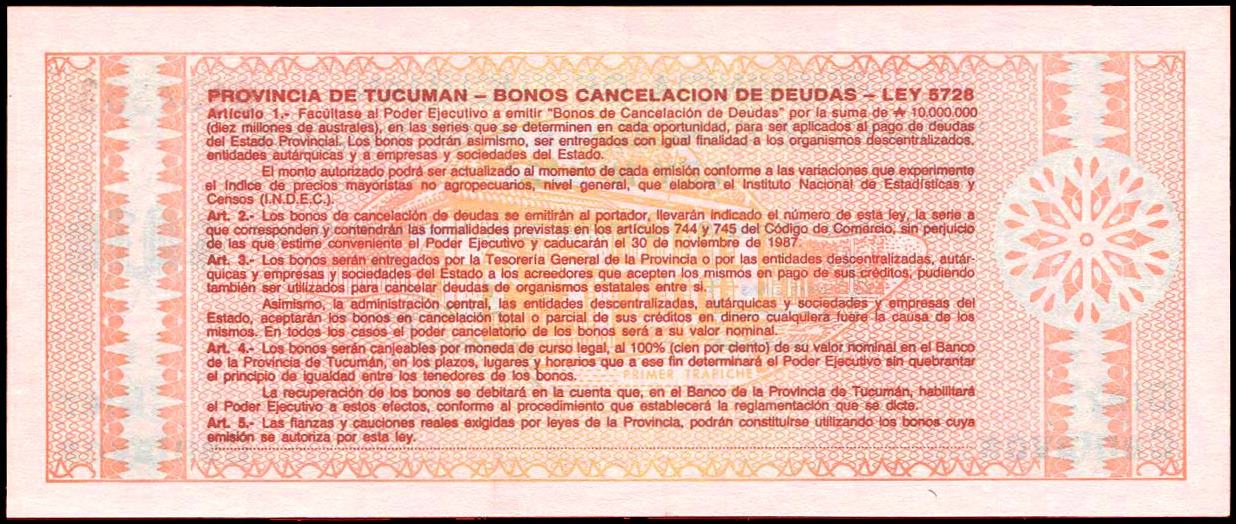 PROVINCIA DE TUCUMAN – BONOS CANCELACION DE DEUDAS – LEY 5728
Artículo 1.- Facúltase al Poder Ejecutivo a emitir "Bonos de Cancelación de Deudas" por la suma de ₳ 10.000.000
(diez millones de australes), en las series que se determinen en cada oportunidad, para ser aplicados al pago de deudas
del Estado Provincial. Los bonos podrán asimismo, ser entregados con igual finalidad a los organismos descentralizados,
entidades autárquicas y a empresas y sociedades del Estado.
El monto autorizado podrá ser actualizado al momento de cada emisión conforme a las variaciones que experimente
el Indice de precios mayoristas no agropecuarios, nivel general, que elabora el Instituto Nacional de Estadísticas y
Censos (I.N.D.E.C.).
Art. 2.- Los bonos de cancelación de deudas se emitirán al portador, llevarán indicado el número de esta ley, la serie a
que corresponden y contendrán las formalidades previstas en los artículos 744 y 745 del Código de Comercio, sin perjuicio
de las que estime conveniente el Poder Ejecutivo y caducarán el 30 de noviembre de 1987.
Art. 3.- Los bonos serán entregados por la Tesorería General de la Provincia o por las entidades descentralizadas, autár-
quicas y empresas y sociedades del Estado a los acreedores que acepten los mismos en pago de sus créditos, pudiendo
también ser utilizados para cancelar deudas de organismos estatales entre si.
Asimismo, la administración central, las entidades descentralizadas, autárquicas y sociedades y empresas del
Estado, aceptarán los bonos en cancelación total o parcial de sus créditos en dinero cualquiera fuere la causa de los
mismos. En todos los casos el poder cancelatorio de los bonos será a su valor nominal.
Art. 4.- Los bonos serán canjeables por moneda de curso legal, al 100% (cien por ciento) de su valor nominal en el Banco
de la Provincia de Tucumán, en los plazos, lugares y horarios que a ese fin determinará el Poder Ejecutivo sin quebrantar
el principio de igualdad entre los tenedores de los bonos.
PRIMER TRAPICHE
La recuperación de los bonos se debitará en la cuenta que, en el Banco de la Provincia de Tucumán, habilitará
el Poder Ejecutivo a estos efectos, conforme al procedimiento que establecerá la reglamentación que se dicte.
Art. 5.- Las fianzas y cauciones reales exigidas por leyes de la Provincia, podrán constituirse utilizando los bonos cuya
emisión se autoriza por esta ley.